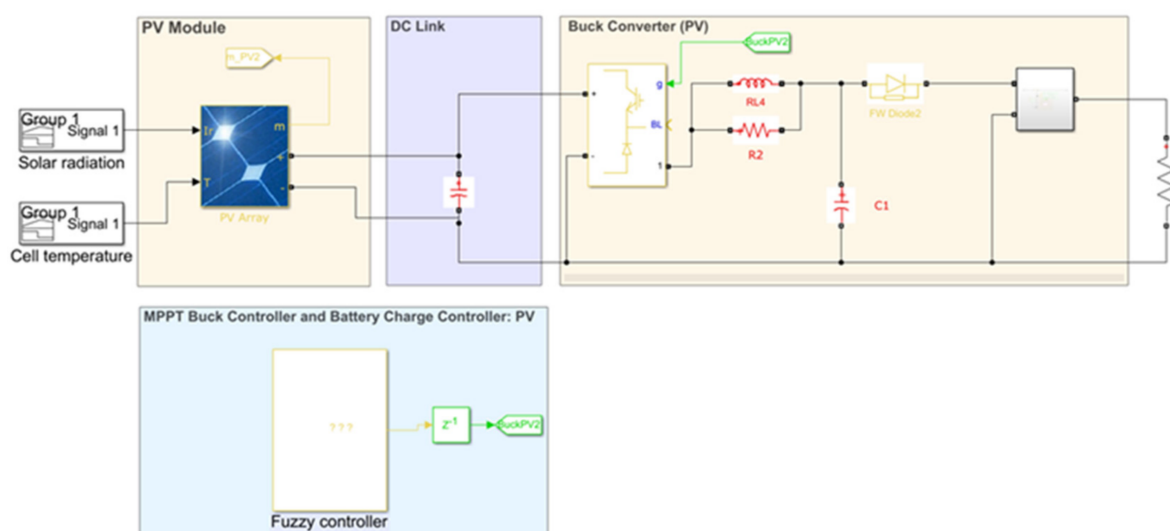 PV Module
DC Link
Buck Converter (PV)
m_PV2
BuckPV2
Group 1
Signal 1
Solar radiation
Ir
m
+
g
RL4
FW Diode2
BL
R2
+
-
1
T
-
PV Array
C1
Group 1
Signal 1
Cell temperature
MPPT Buck Controller and Battery Charge Controller: PV
???
Z-1
BuckPV2
Fuzzy controller